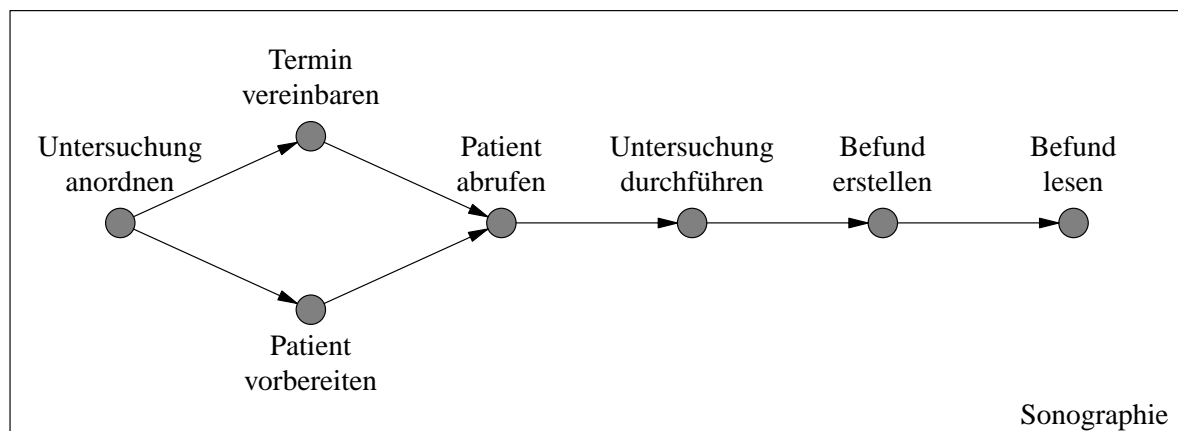 Termin
vereinbaren
Untersuchung
anordnen
Patient
abrufen
Untersuchung
durchführen
Befund
erstellen
Befund
lesen
Patient
vorbereiten
Sonographie